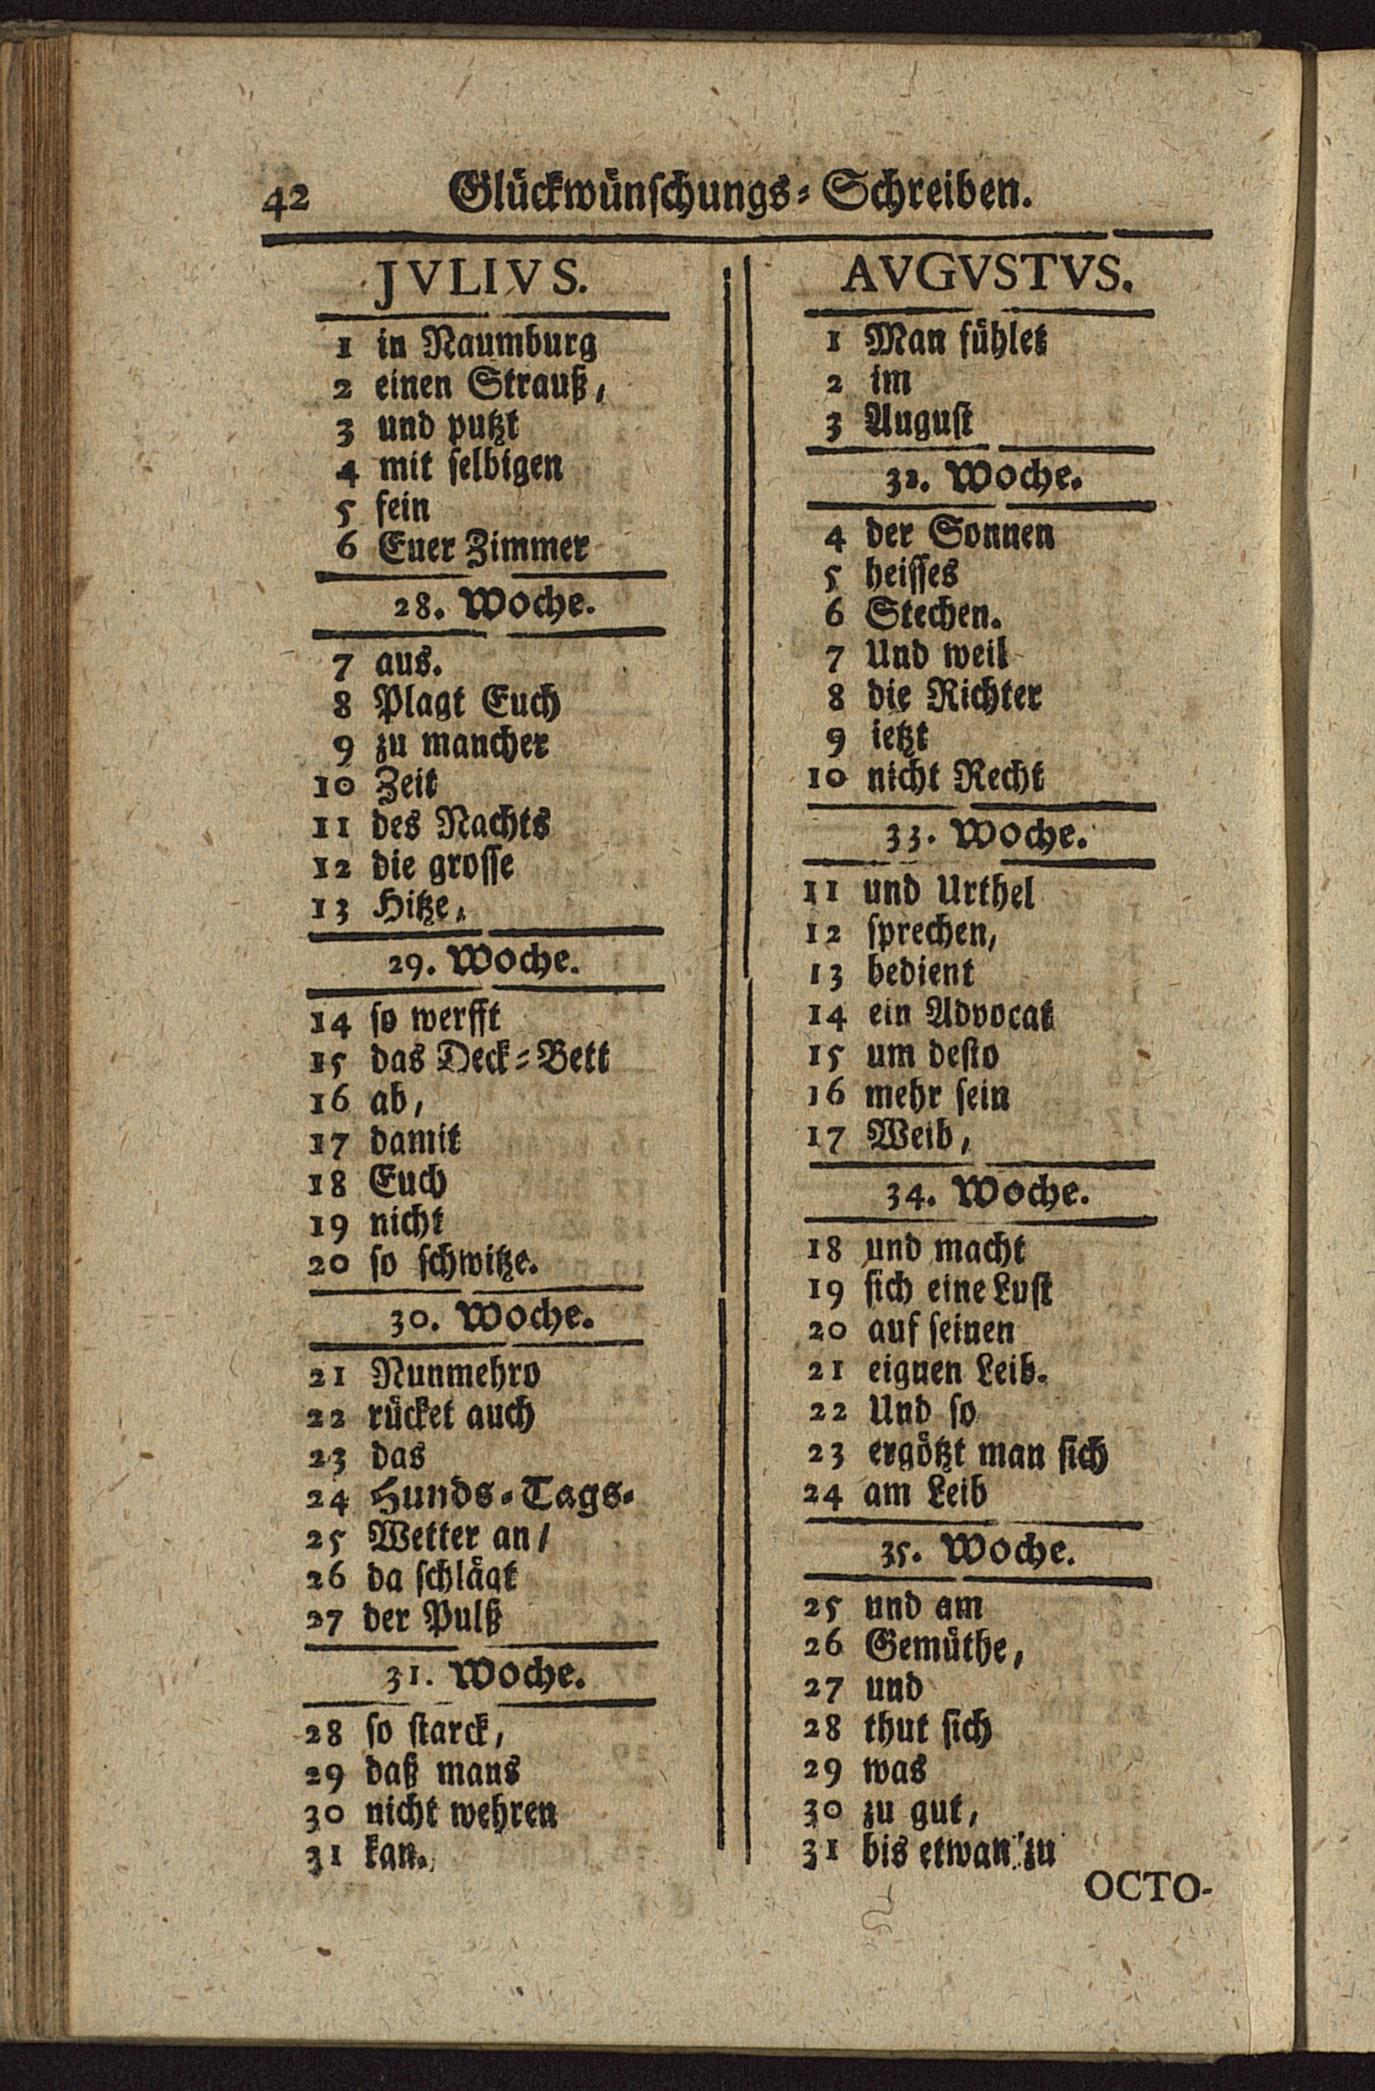 42 Glückwünschungs-Schreiben.
JVLIVS.
1 in Naumburg
2 einen Strauß,
3 und putzt
4 mit selbigen
5 fein
6 Euer Zimmer
28. Woche.
7 aus.
8 Plagt Euch
9 zu mancher
10 Zeit
11 des Nachts
12 die grosse
13 Hitze,
29. Woche.
14 so werfft
15 das Deck-Bett
16 ab,
17 damit
18 Euch
19 nicht
20 so schwitze.
30. Woche.
21 Nunmehro
22 rücket auch
23 das
24 Hunds-Tags-
25 Wetter an/
26 da schlägt
27 der Pulß
31. Woche.
28 so starck,
29 daß mans
30 nicht wehren
31 kan.
AVGVSTVS.
1 Man fühlet
2 im
3 August
32. Woche.
4 der Sonnen
5 heisses
6 Stechen.
7 Und weil
8 die Richter
9 ietzt
10 nicht Recht
33. Woche.
11 und Urthel
12 sprechen,
13 bedient
14 ein Advocat
15 um desto
16 mehr sein
17 Weib,
34. Woche.
18 und macht
19 sich eine Lust
20 auf seinen
21 eignen Leib.
22 Und so
23 ergötzt man sich
24 am Leib
35. Woche.
25 und am
26 Gemüthe,
27 und
28 thut sich
29 was
30 zu gut,
31 bis etwan zu
OCTO-